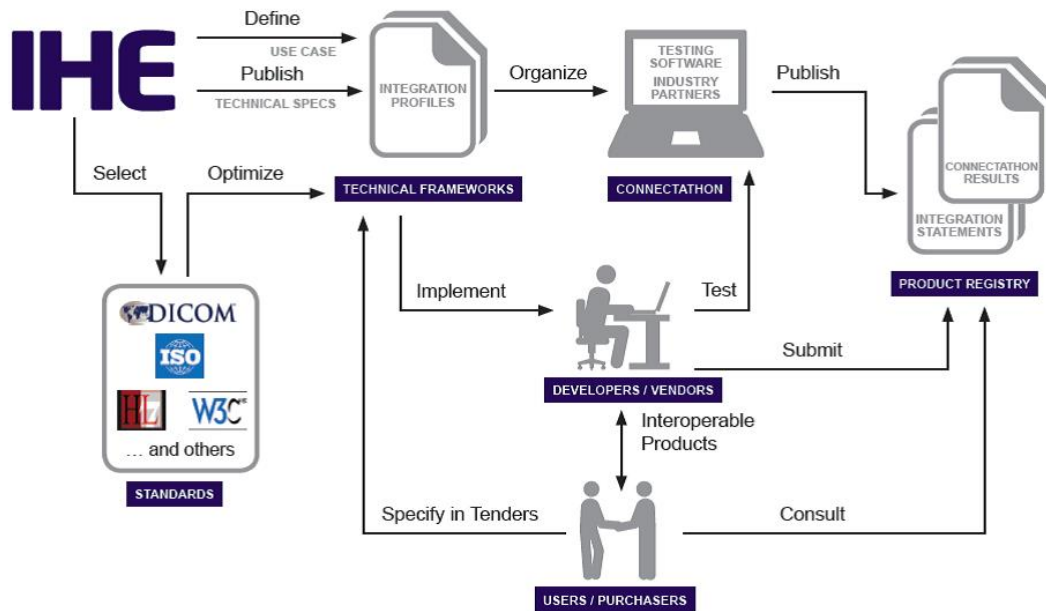 IHE
Define
USE CASE
Publish
TECHNICAL SPECS
INTEGRATION
PROFILES
Organize
TESTING
SOFTWARE
INDUSTRY
PARTNERS
Publish
CONNECTATHON
RESULTS
INTEGRATION
STATEMENTS
Select
Optimize
TECHNICAL FRAMEWORKS
CONNECTATHON
PRODUCT REGISTRY
DICOM
ISO
HL7
W3C
... and others
STANDARDS
Implement
Test
Submit
DEVELOPERS / VENDORS
Interoperable
Products
Specify in Tenders
Consult
USERS / PURCHASERS